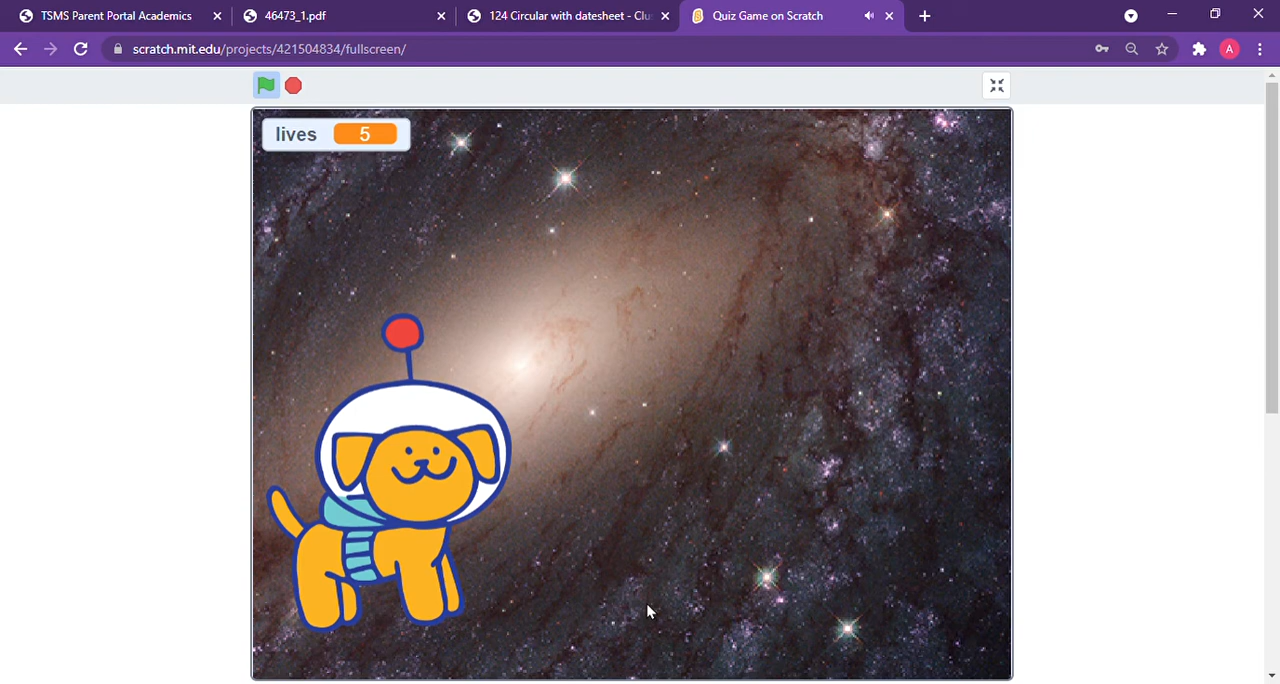 TSMS Parent Portal Academics
46473_1.pdf
124 Circular with datesheet - Clu
Quiz Game on Scratch
scratch.mit.edu/projects/421504834/fullscreen/
A
lives 5